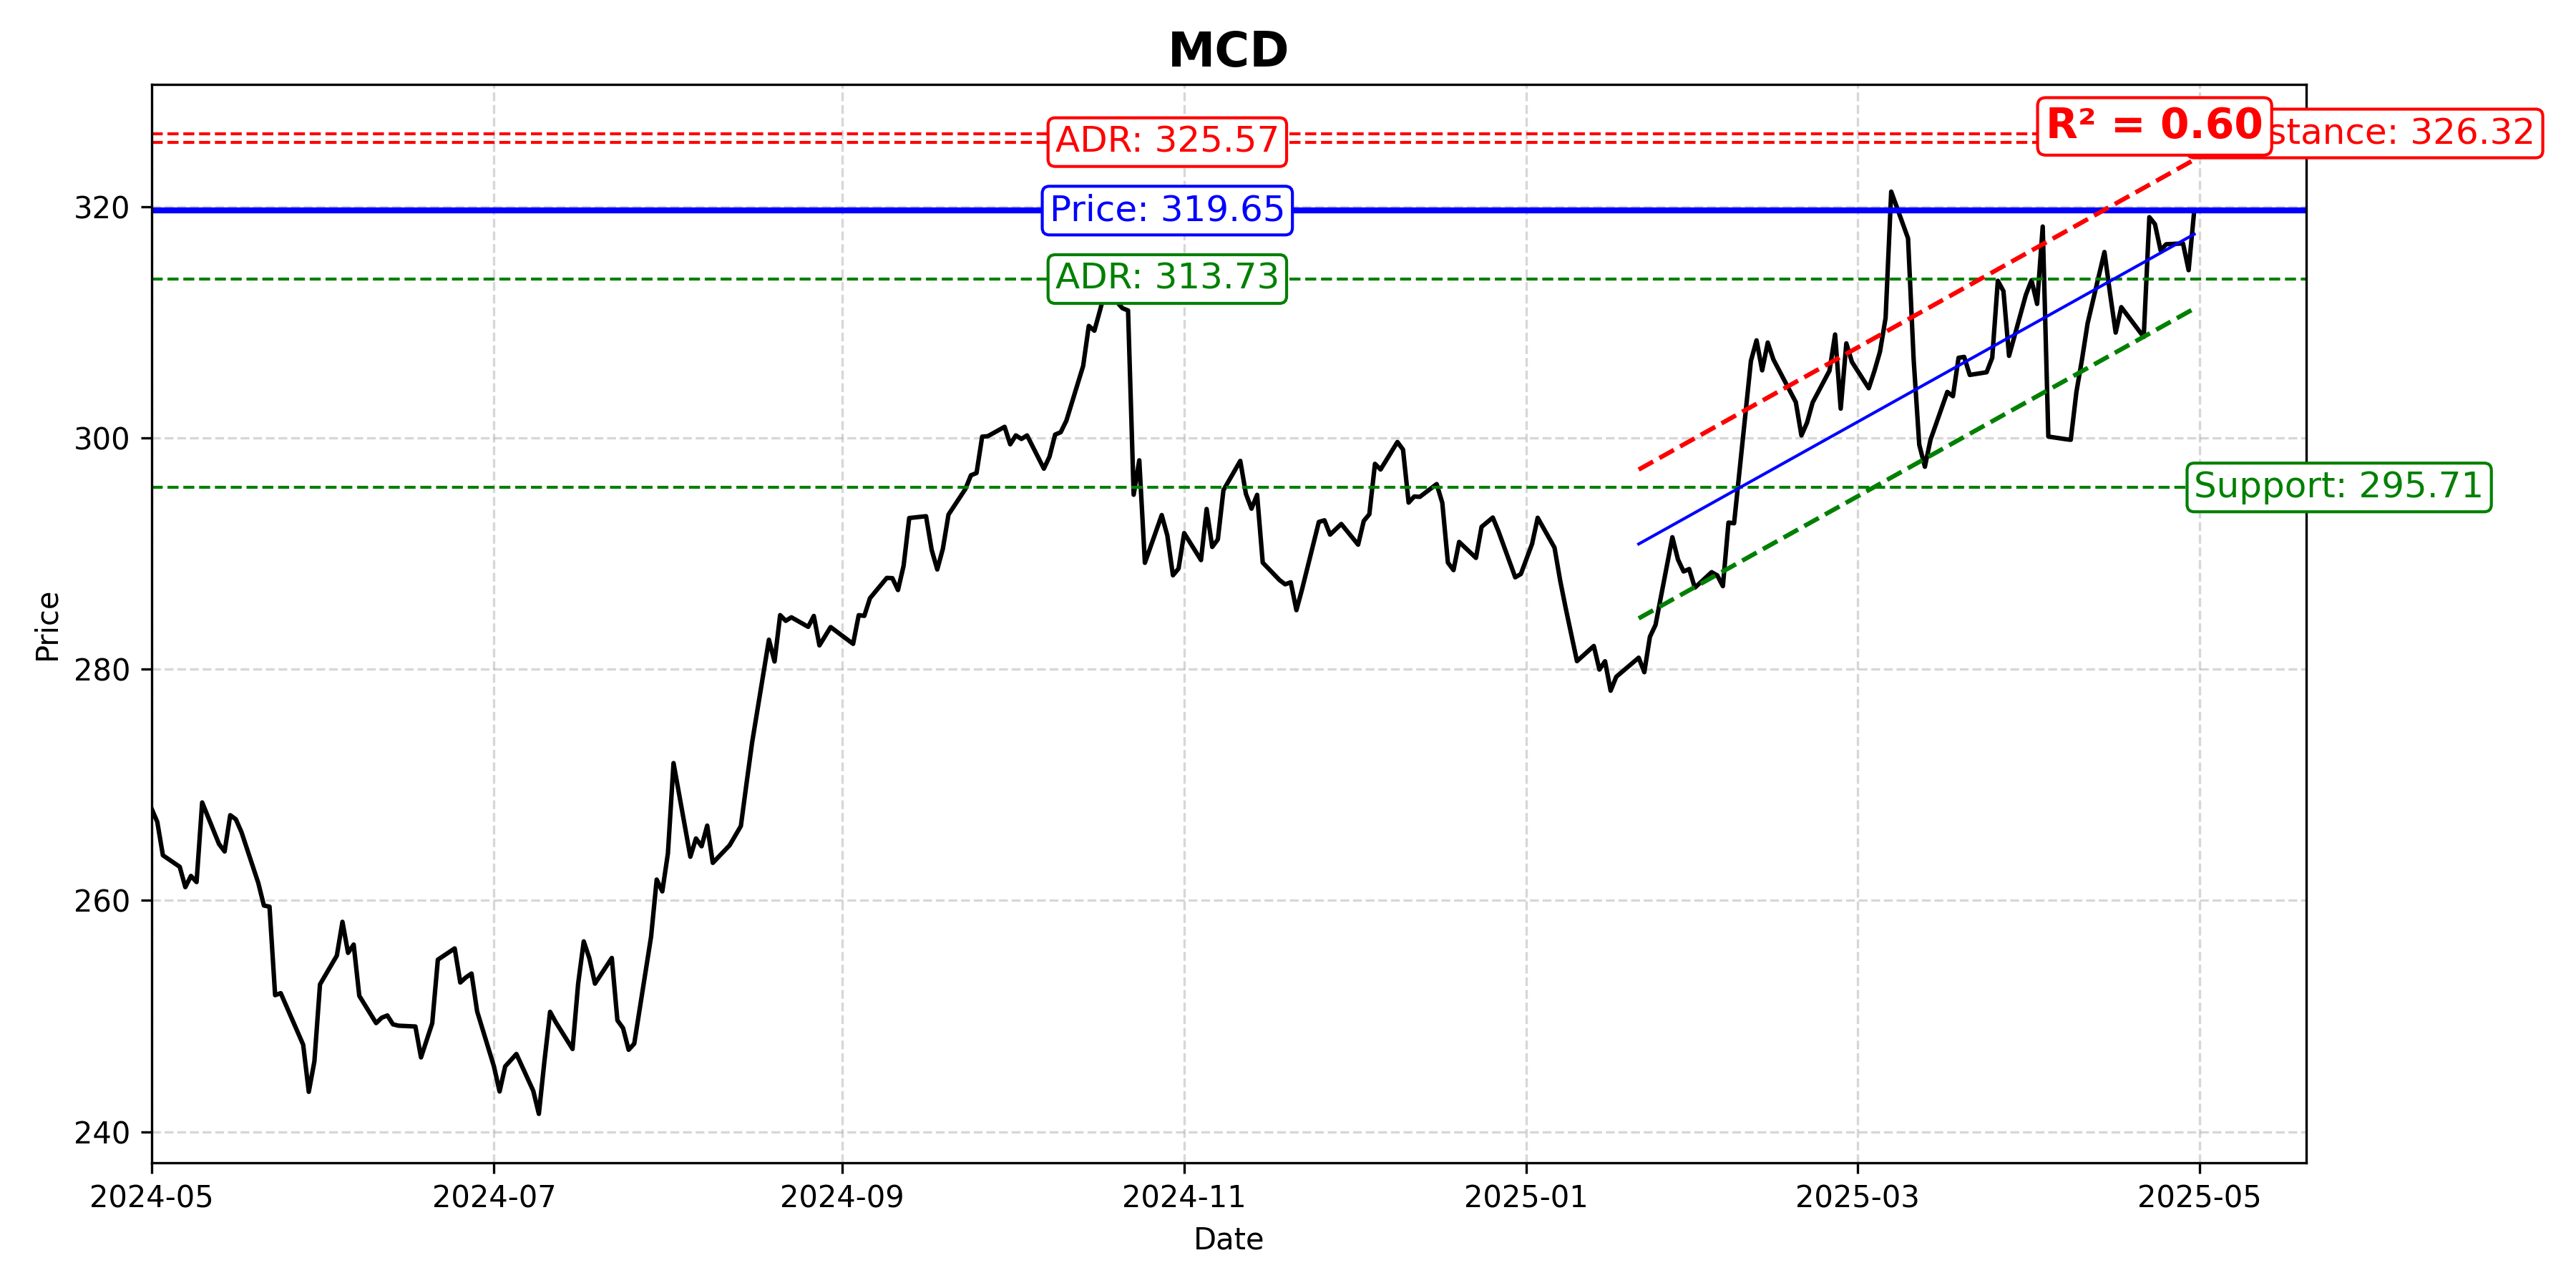 MCD
R² = 0.60
stance: 326.32
ADR: 325.57
Price: 319.65
ADR: 313.73
Support: 295.71
320
300
280
260
240
Price
2024-05
2024-07
2024-09
2024-11
2025-01
2025-03
2025-05
Date